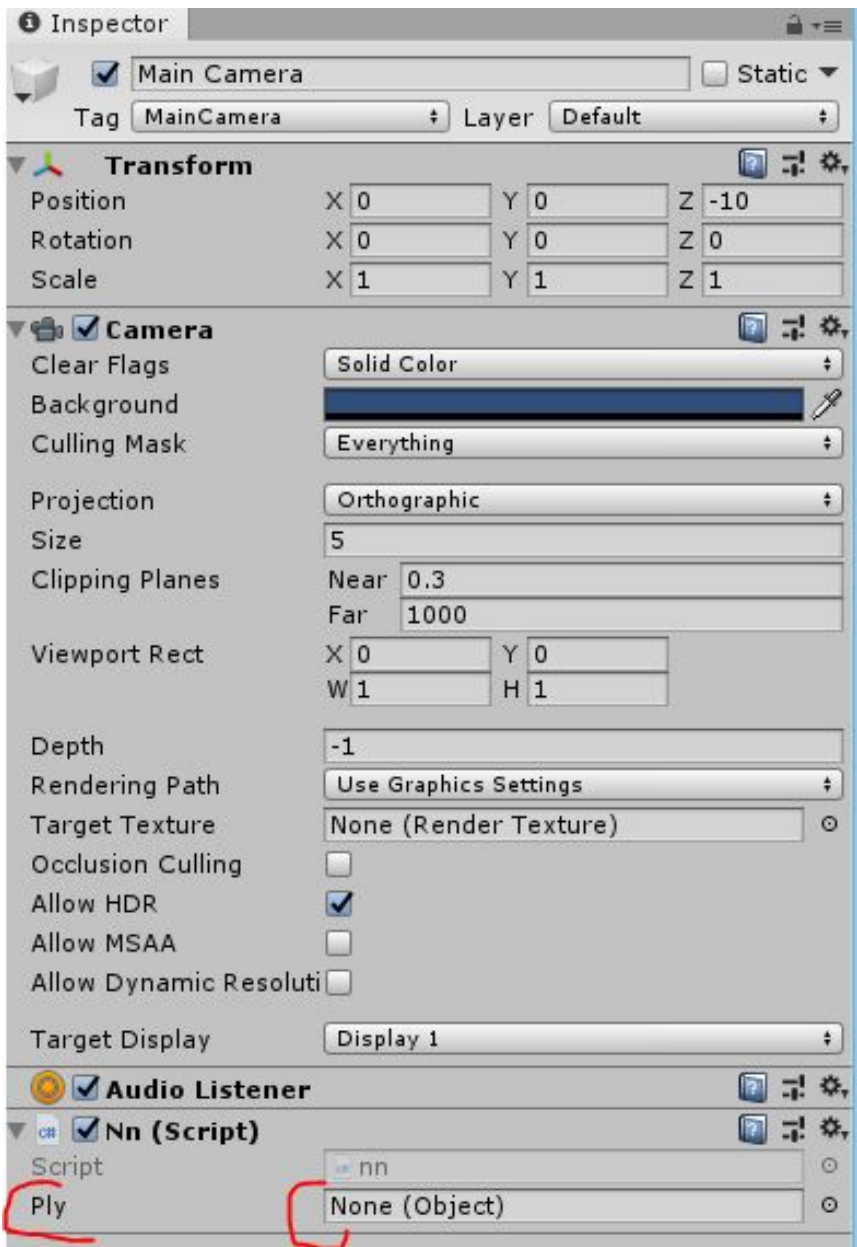 Inspector
Main Camera Static
Tag MainCamera Layer Default
Transform
Position X 0 Y 0 Z -10
Rotation X 0 Y 0 Z 0
Scale X 1 Y 1 Z 1
Camera
Clear Flags Solid Color
Background
Culling Mask Everything
Projection Orthographic
Size 5
Clipping Planes Near 0.3
Far 1000
Viewport Rect X 0 Y 0
W 1 H 1
Depth -1
Rendering Path Use Graphics Settings
Target Texture None (Render Texture)
Occlusion Culling
Allow HDR
Allow MSAA
Allow Dynamic Resoluti
Target Display Display 1
Audio Listener
C# Nn (Script)
Script nn
Ply None (Object)